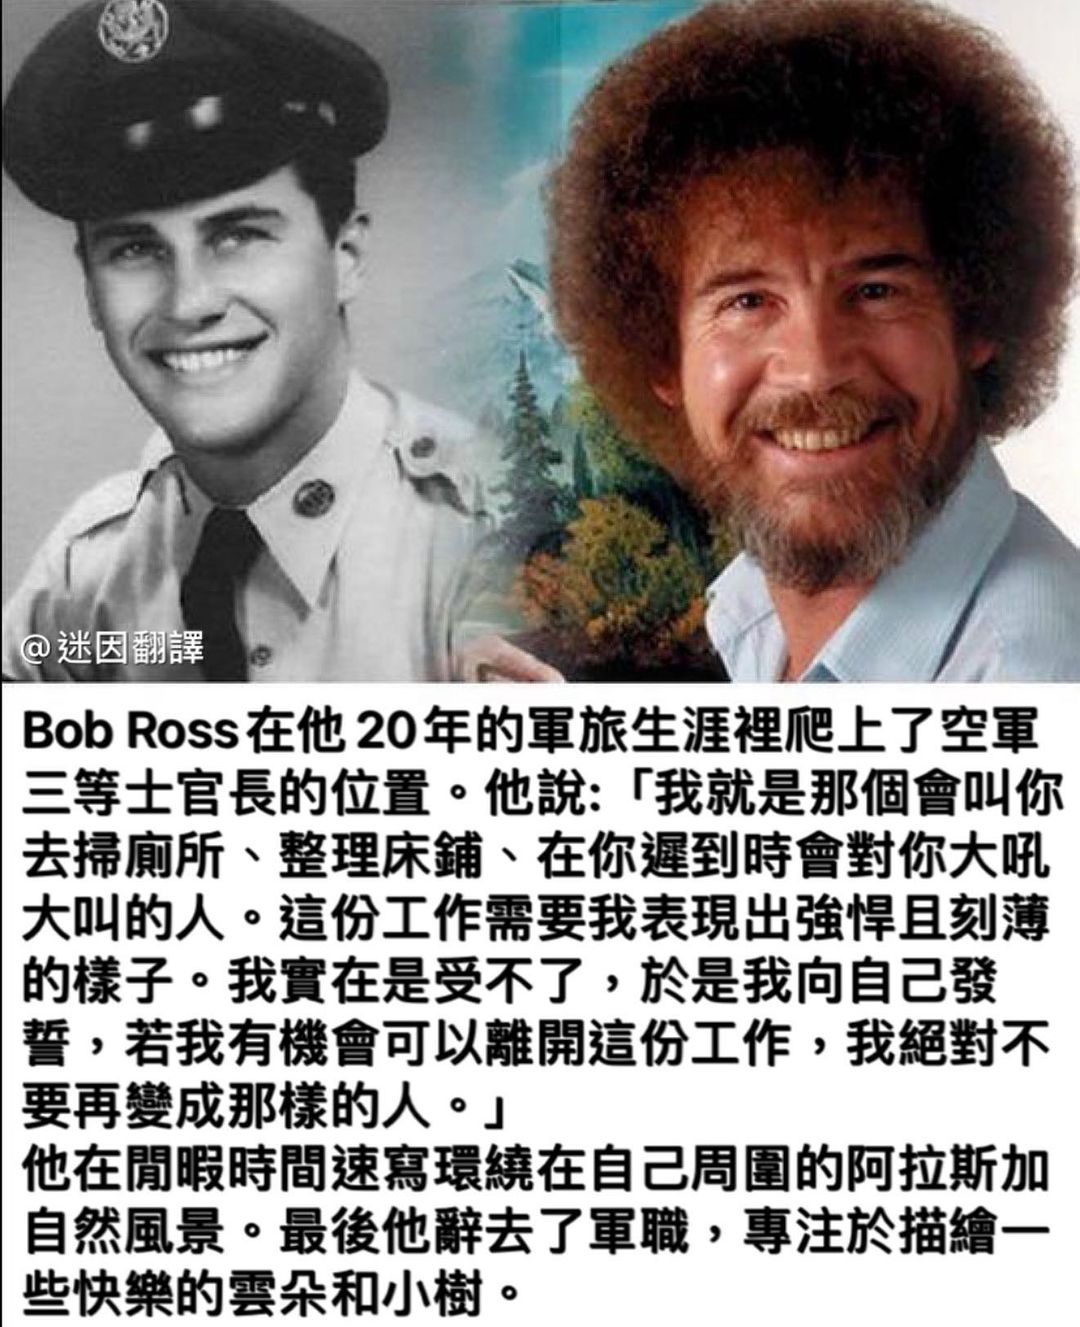 @迷因翻譯
Bob Ross在他20年的軍旅生涯裡爬上了空軍
三等士官長的位置。他說:「我就是那個會叫你
去掃廁所、整理床鋪、在你遲到時會對你大吼
大叫的人。這份工作需要我表現出強悍且刻薄
的樣子。我實在是受不了，於是我向自己發
誓，若我有機會可以離開這份工作，我絕對不
要再變成那樣的人。」
他在閒暇時間速寫環繞在自己周圍的阿拉斯加
自然風景。最後他辭去了軍職，專注於描繪一
些快樂的雲朵和小樹。